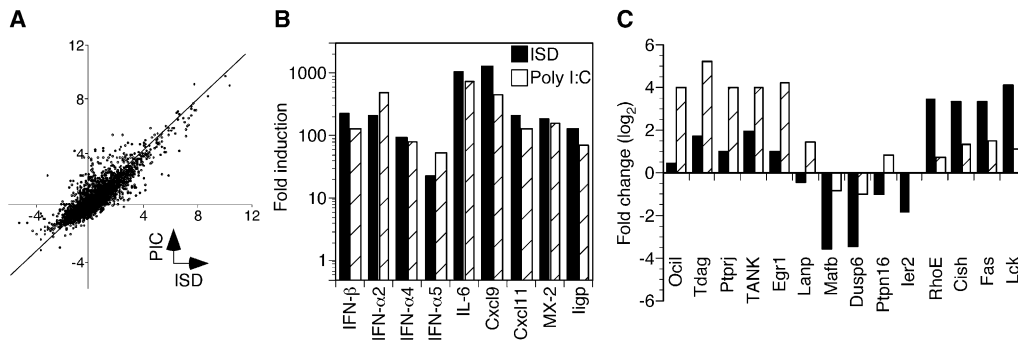 A
12
8
4
-4
4
8
12
-4
PIC
ISD
B
ISD
Poly I:C
Fold induction
1000
100
10
1
IFN-β
IFN-α2
IFN-α4
IFN-α5
IL-6
Cxcl9
Cxcl11
MX-2
Iigp
C
Fold change (log2)
6
4
2
0
-2
-4
-6
Ocil
Tdag
Ptprj
TANK
Egr1
Lanp
Mafb
Dusp6
Ptpn16
Ier2
RhoE
Cish
Fas
Lck